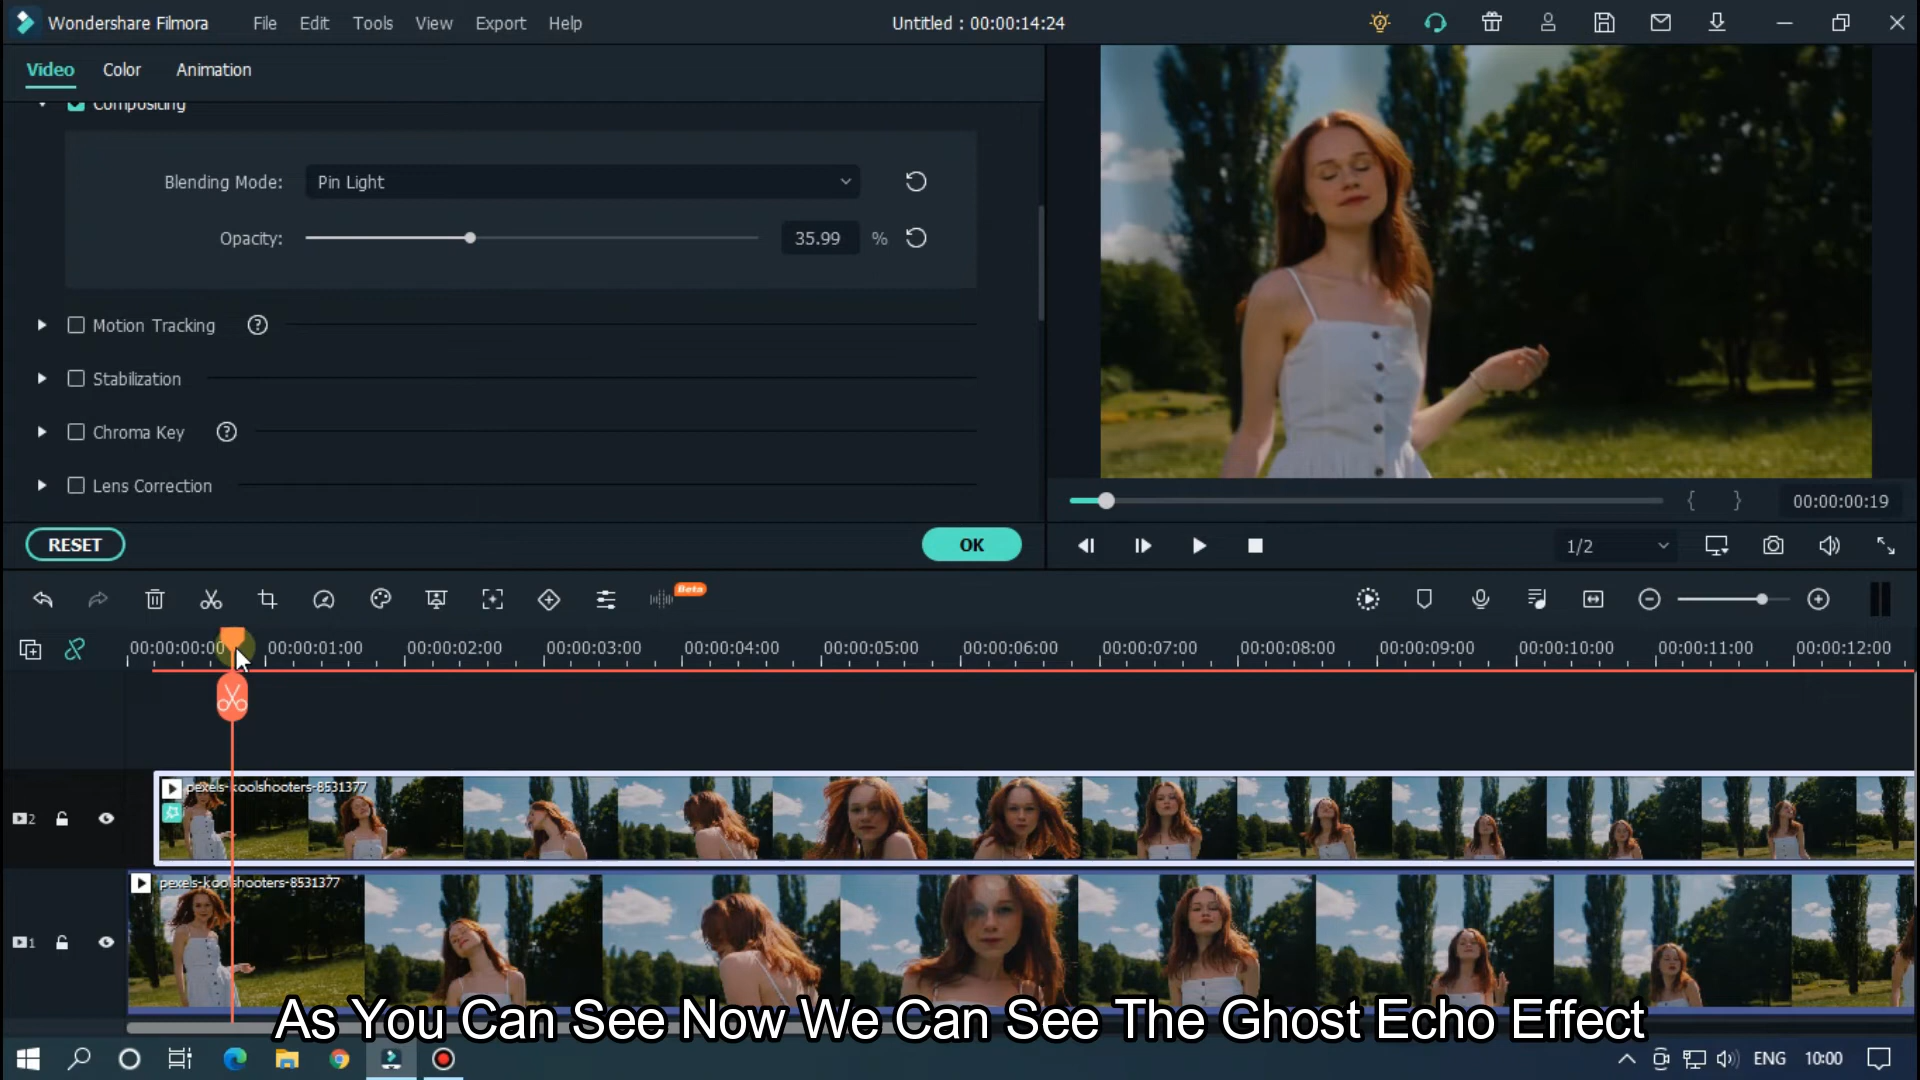 Wondershare Filmora File Edit Tools View Export Help Untitled : 00:00:14:24
Video Color Animation
Compositing
Blending Mode: Pin Light
Opacity: 35.99 %
Motion Tracking ?
Stabilization
Chroma Key ?
Lens Correction
RESET OK
{ } 00:00:00:19
1/2
Beta
00:00:00:00 00:00:01:00 00:00:02:00 00:00:03:00 00:00:04:00 00:00:05:00 00:00:06:00 00:00:07:00 00:00:08:00 00:00:09:00 00:00:10:00 00:00:11:00 00:00:12:00
pexels-koolshooters-8531377
2
pexels-koolshooters-8531377
1
As You Can See Now We Can See The Ghost Echo Effect
ENG 10:00